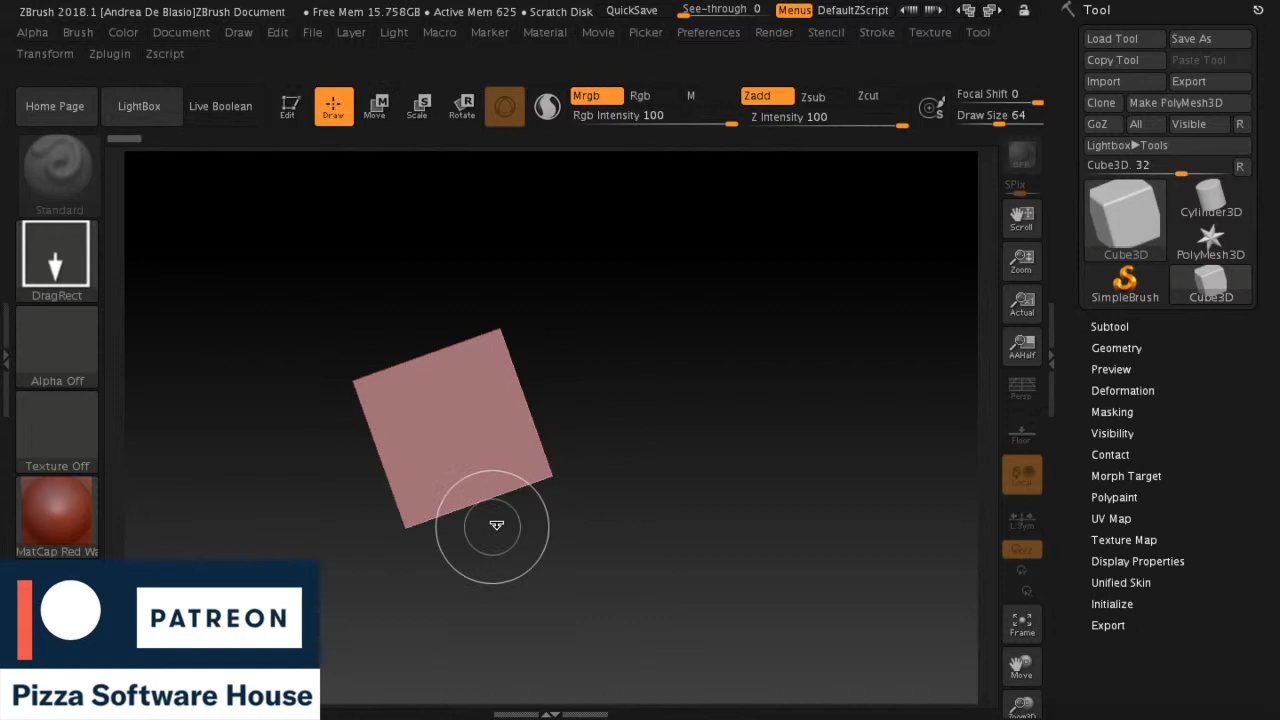 ZBrush 2018.1 [Andrea De Blasio]ZBrush Document • Free Mem 15.758GB • Active Mem 625 • Scratch Disk QuickSave See-through 0 Menus DefaultZScript
Alpha Brush Color Document Draw Edit File Layer Light Macro Marker Material Movie Picker Preferences Render Stencil Stroke Texture Tool
Transform Zplugin Zscript
Home Page LightBox Live Boolean Edit Draw Move Scale Rotate
Mrgb Rgb M Zadd Zsub Zcut Focal Shift 0
Rgb Intensity 100 Z Intensity 100 Draw Size 64
S
Standard
DragRect
Alpha Off
Texture Off
MatCap Red Wa
BPR
SPix
Scroll
Zoom
Actual
AAHalf
Persp
Floor
Local
L.Sym
Frame
Move
Zoom3D
Tool
Load Tool Save As
Copy Tool Paste Tool
Import Export
Clone Make PolyMesh3D
GoZ All Visible R
Lightbox▶Tools
Cube3D. 32 R
Cube3D Cylinder3D
PolyMesh3D
SimpleBrush Cube3D
Subtool
Geometry
Preview
Deformation
Masking
Visibility
Contact
Morph Target
Polypaint
UV Map
Texture Map
Display Properties
Unified Skin
Initialize
Export
PATREON
Pizza Software House